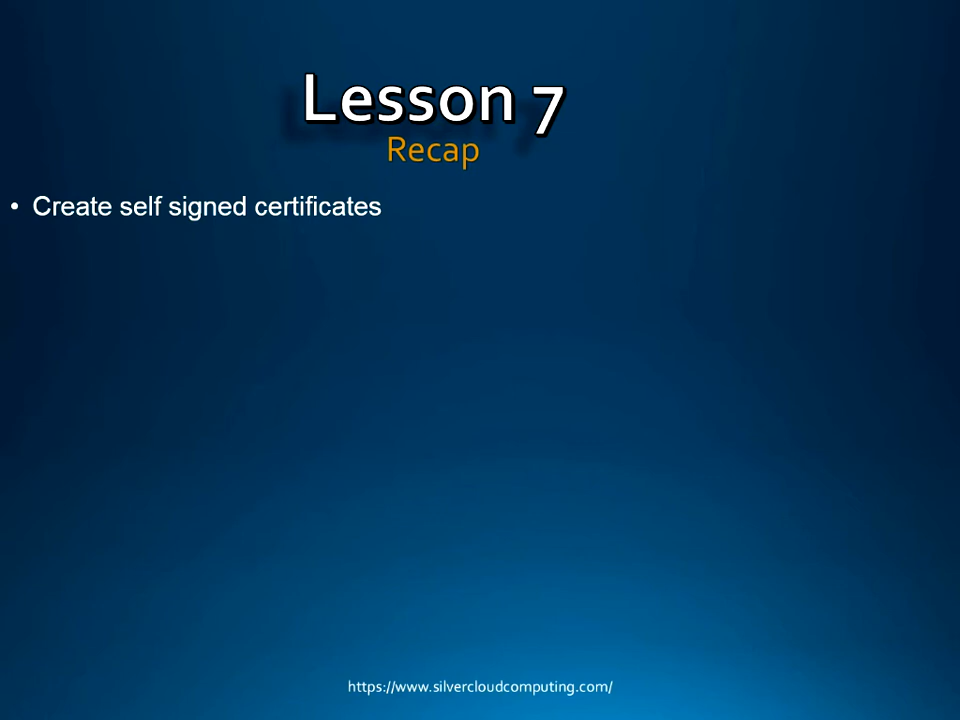 Lesson 7
Recap
• Create self signed certificates
https://www.silvercloudcomputing.com/